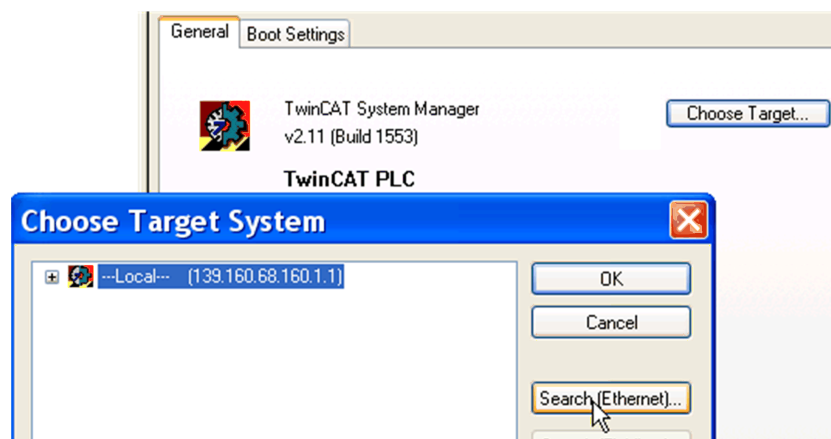 General Boot Settings
TwinCAT System Manager
v2.11 (Build 1553)
Choose Target...
TwinCAT PLC
Choose Target System
---Local--- (139.160.68.160.1.1)
OK
Cancel
Search (Ethernet)...